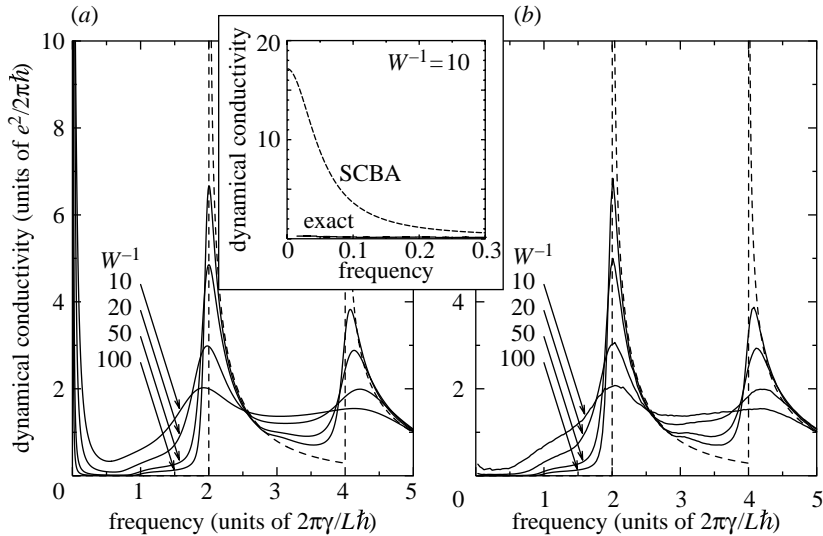 (a)
(b)
dynamical conductivity (units of e²/2πℏ)
10
8
6
4
2
0
W⁻¹
10
20
50
100
0 1 2 3 4 5
frequency (units of 2πγ/Lℏ)
dynamical conductivity
20
10
0
W⁻¹ = 10
SCBA
exact
0 0.1 0.2 0.3
frequency
4
2
0
W⁻¹
10
20
50
100
1 2 3 4 5
frequency (units of 2πγ/Lℏ)